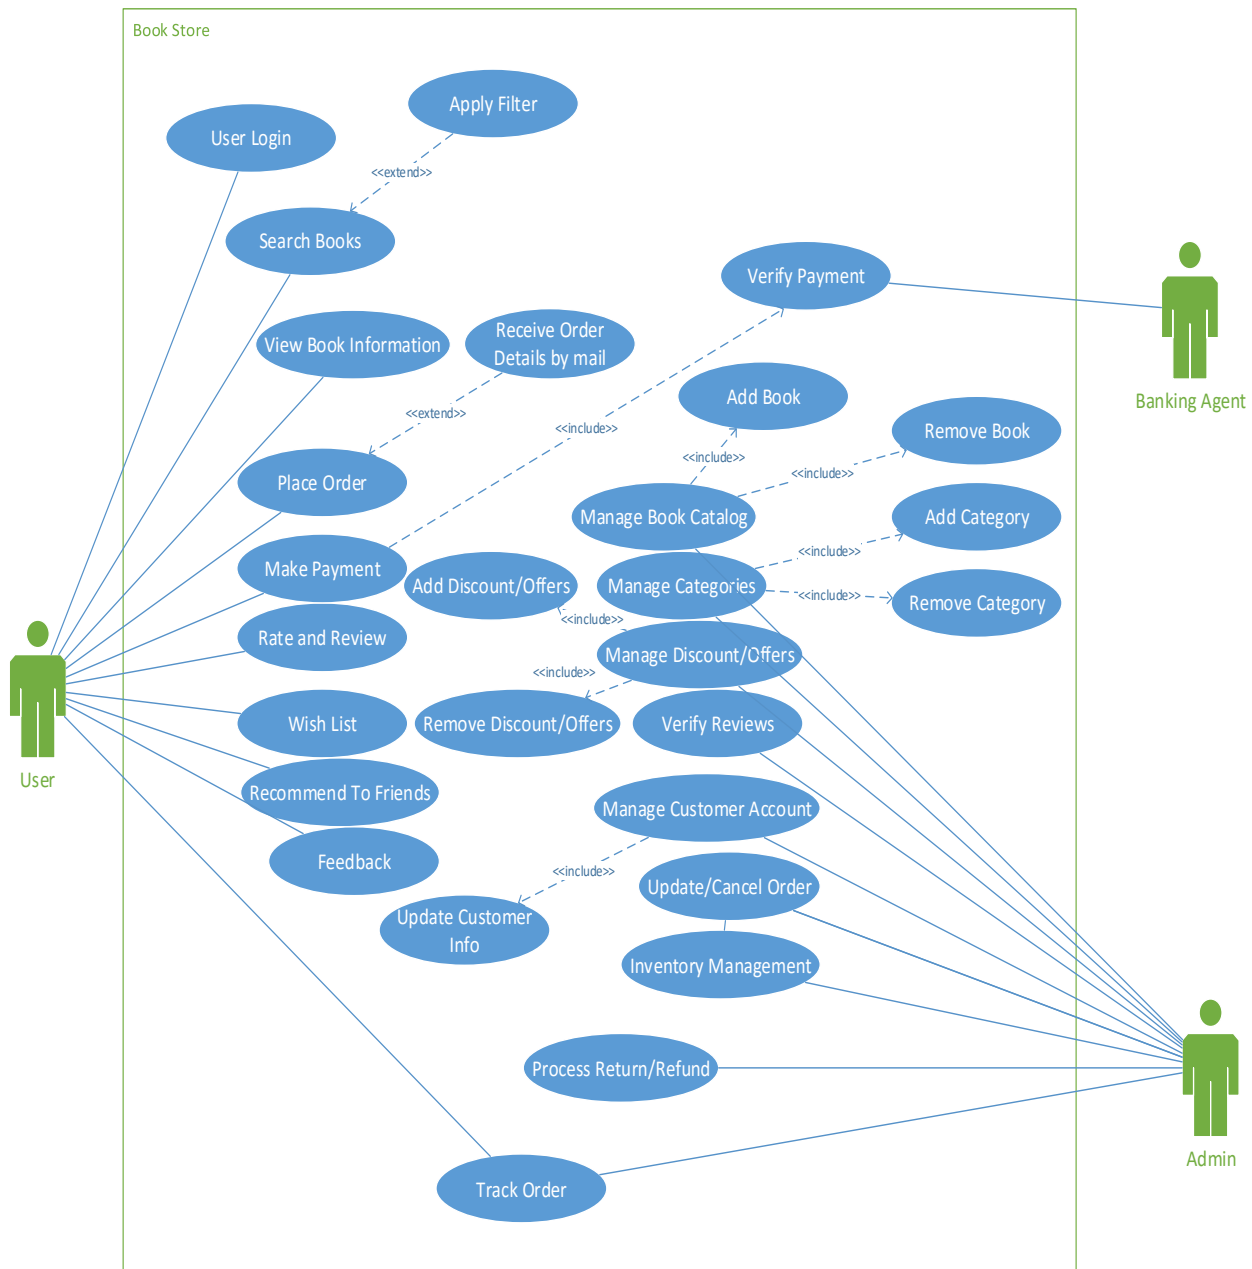 Book Store
Apply Filter
User Login
<<extend>>
Search Books
Verify Payment
Receive Order
Details by mail
View Book Information
Banking Agent
Add Book
<<extend>>
<<include>>
Remove Book
<<include>>
<<include>>
Place Order
Manage Book Catalog
Add Category
<<include>>
Make Payment
Add Discount/Offers
Manage Categories
<<include>>
Remove Category
<<include>>
Rate and Review
Manage Discount/Offers
<<include>>
Wish List
Remove Discount/Offers
Verify Reviews
User
Recommend To Friends
Manage Customer Account
Feedback
<<include>>
Update/Cancel Order
Update Customer
Info
Inventory Management
Process Return/Refund
Admin
Track Order